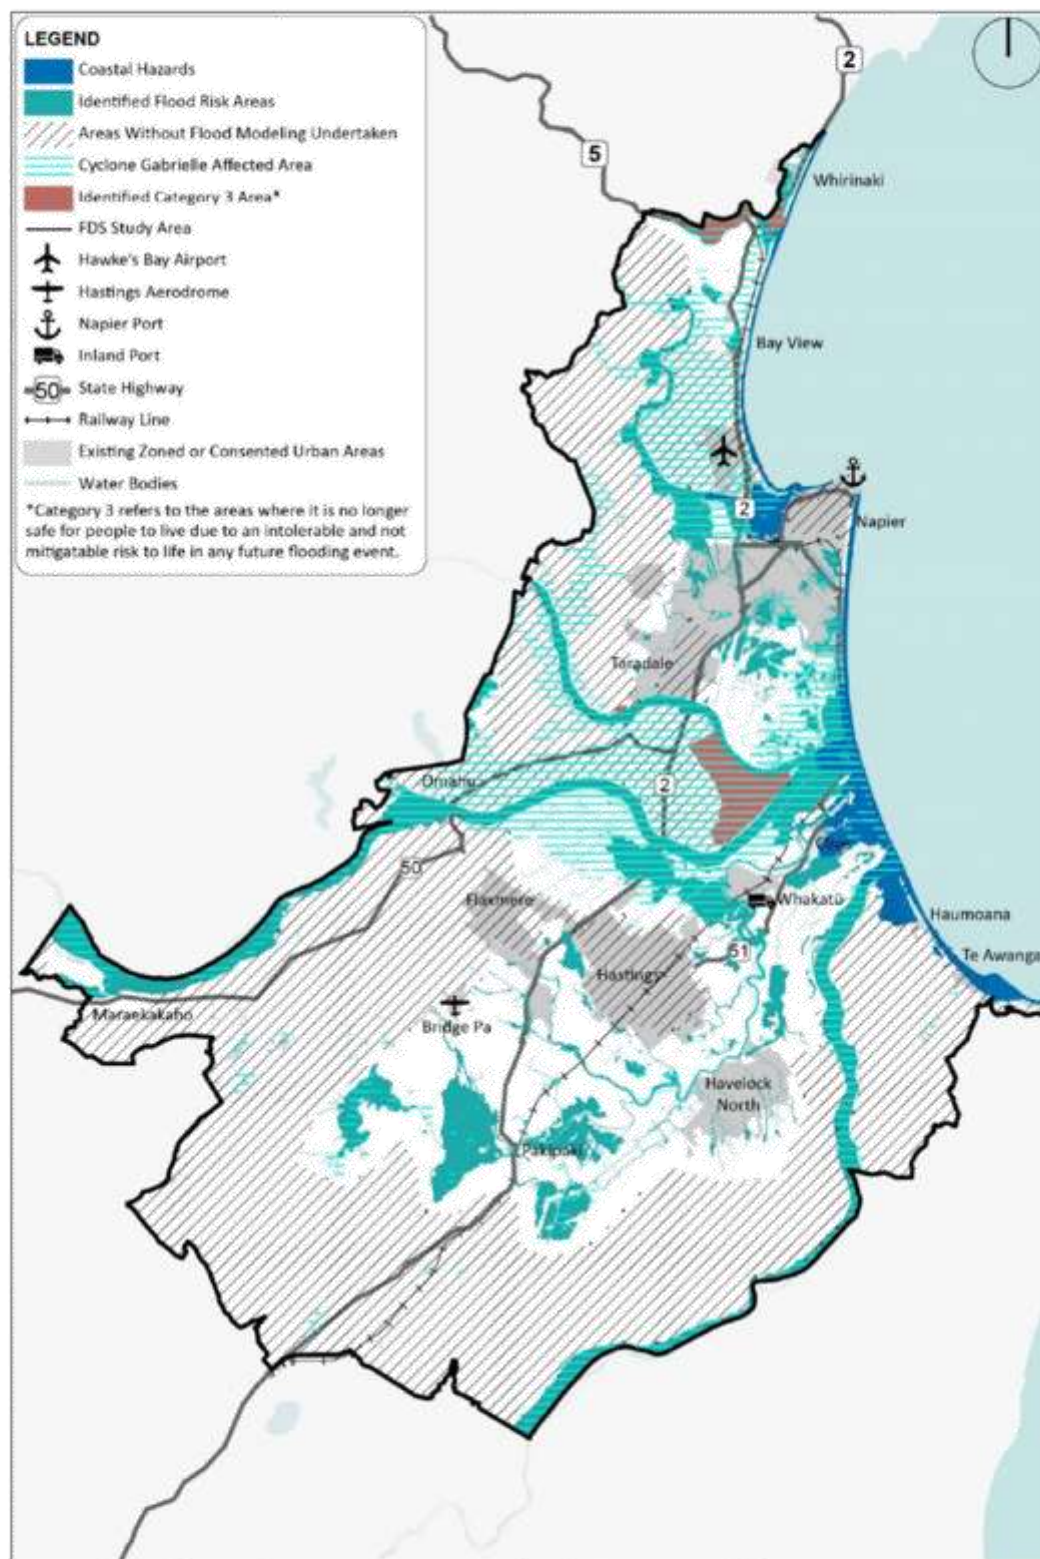 LEGEND
Coastal Hazards
Identified Flood Risk Areas
Areas Without Flood Modeling Undertaken
Cyclone Gabrielle Affected Area
Identified Category 3 Area*
FDS Study Area
Hawke's Bay Airport
Hastings Aerodrome
Napier Port
Inland Port
50 State Highway
Railway Line
Existing Zoned or Consented Urban Areas
Water Bodies
*Category 3 refers to the areas where it is no longer
safe for people to live due to an intolerable and not
mitigatable risk to life in any future flooding event.
2
5
Whirinaki
Bay View
2
Napier
Taradale
Omahu
2
50
Flaxmere
Whakatū
Haumoana
51
Te Awanga
Hastings
Maraekakaho
Bridge Pa
Havelock
North
Pakipaki